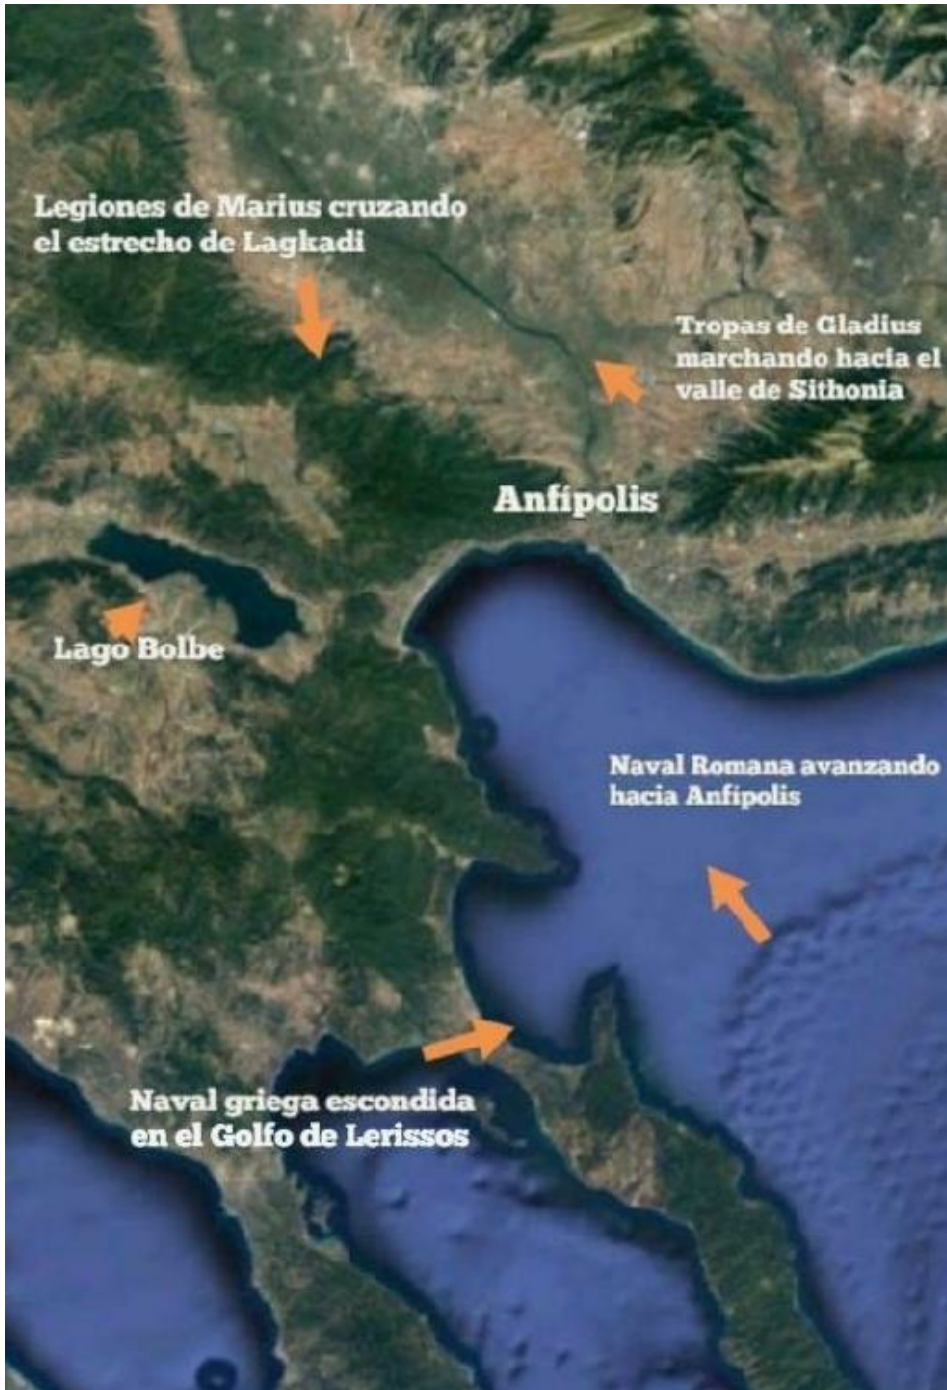 Legiones de Marius cruzando
el estrecho de Lagkadi
Tropas de Gladius
marchando hacia el
valle de Sithonia
Anfípolis
Lago Bolbe
Naval Romana avanzando
hacia Anfípolis
Naval griega escondida
en el Golfo de Lerissos